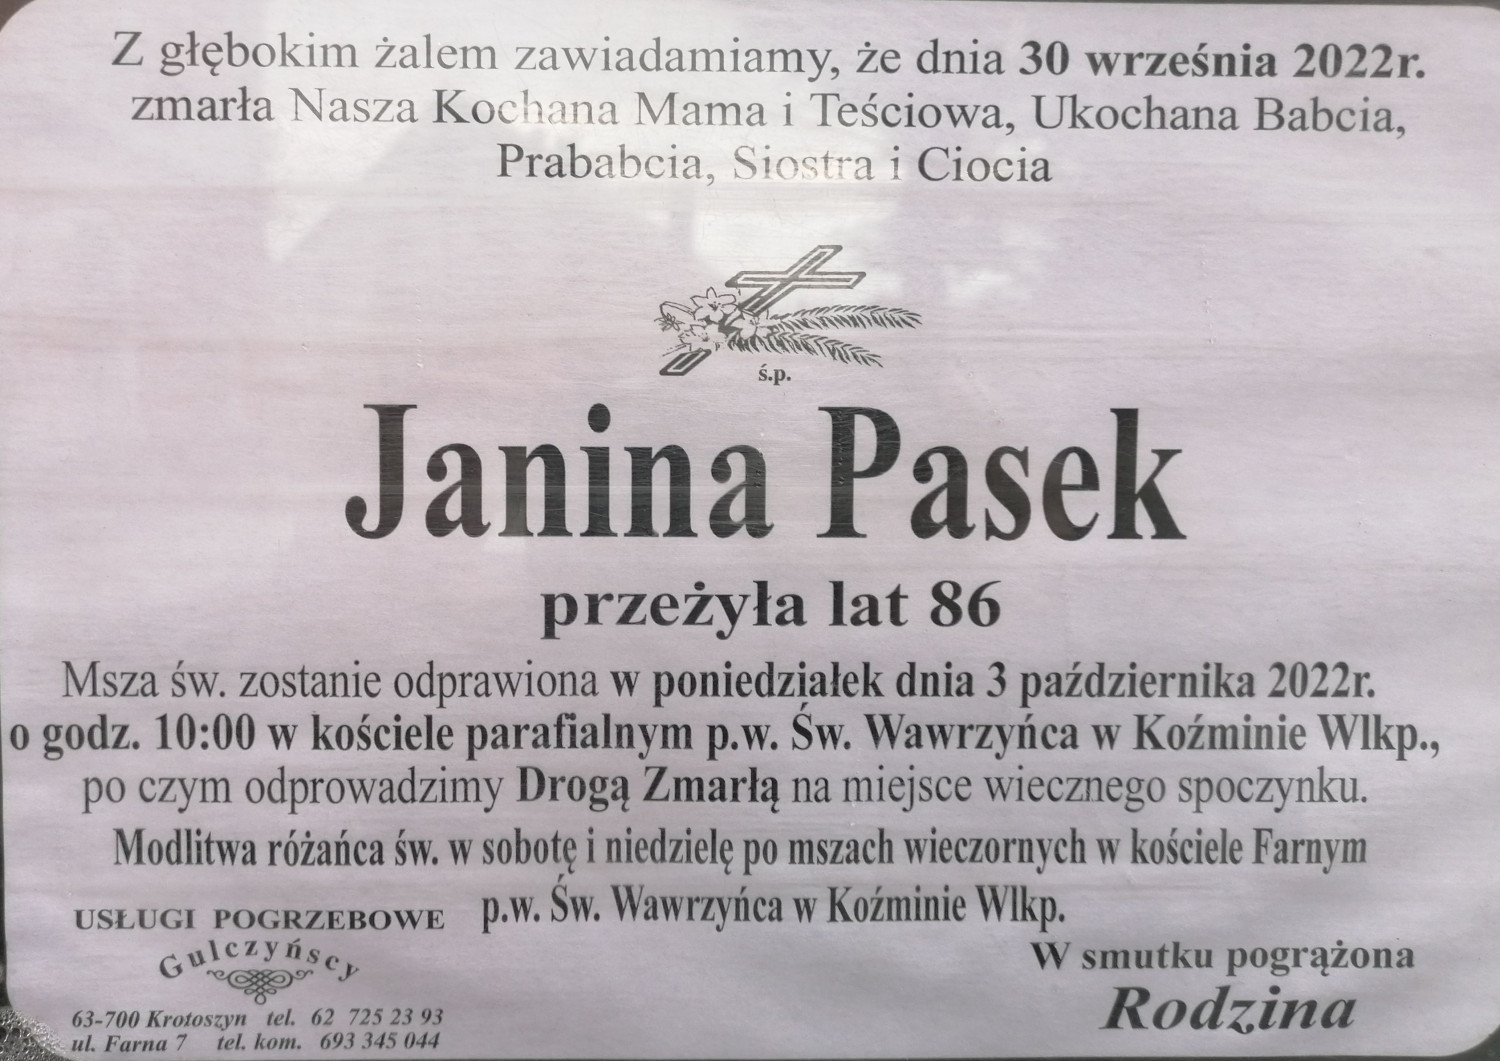 Z głębokim żalem zawiadamiamy, że dnia 30 września 2022r.
zmarła Nasza Kochana Mama i Teściowa, Ukochana Babcia,
Prababcia, Siostra i Ciocia
ś.p.
Janina Pasek
przeżyła lat 86
Msza św. zostanie odprawiona w poniedziałek dnia 3 października 2022r.
o godz. 10:00 w kościele parafialnym p.w. Św. Wawrzyńca w Koźminie Wlkp.,
po czym odprowadzimy Drogą Zmarłą na miejsce wiecznego spoczynku.
Modlitwa różańca św. w sobotę i niedzielę po mszach wieczornych w kościele Farnym
p.w. Św. Wawrzyńca w Koźminie Wlkp.
USŁUGI POGRZEBOWE
Gulczyńscy
63-700 Krotoszyn tel. 62 725 23 93
ul. Farna 7 tel. kom. 693 345 044
W smutku pogrążona
Rodzina